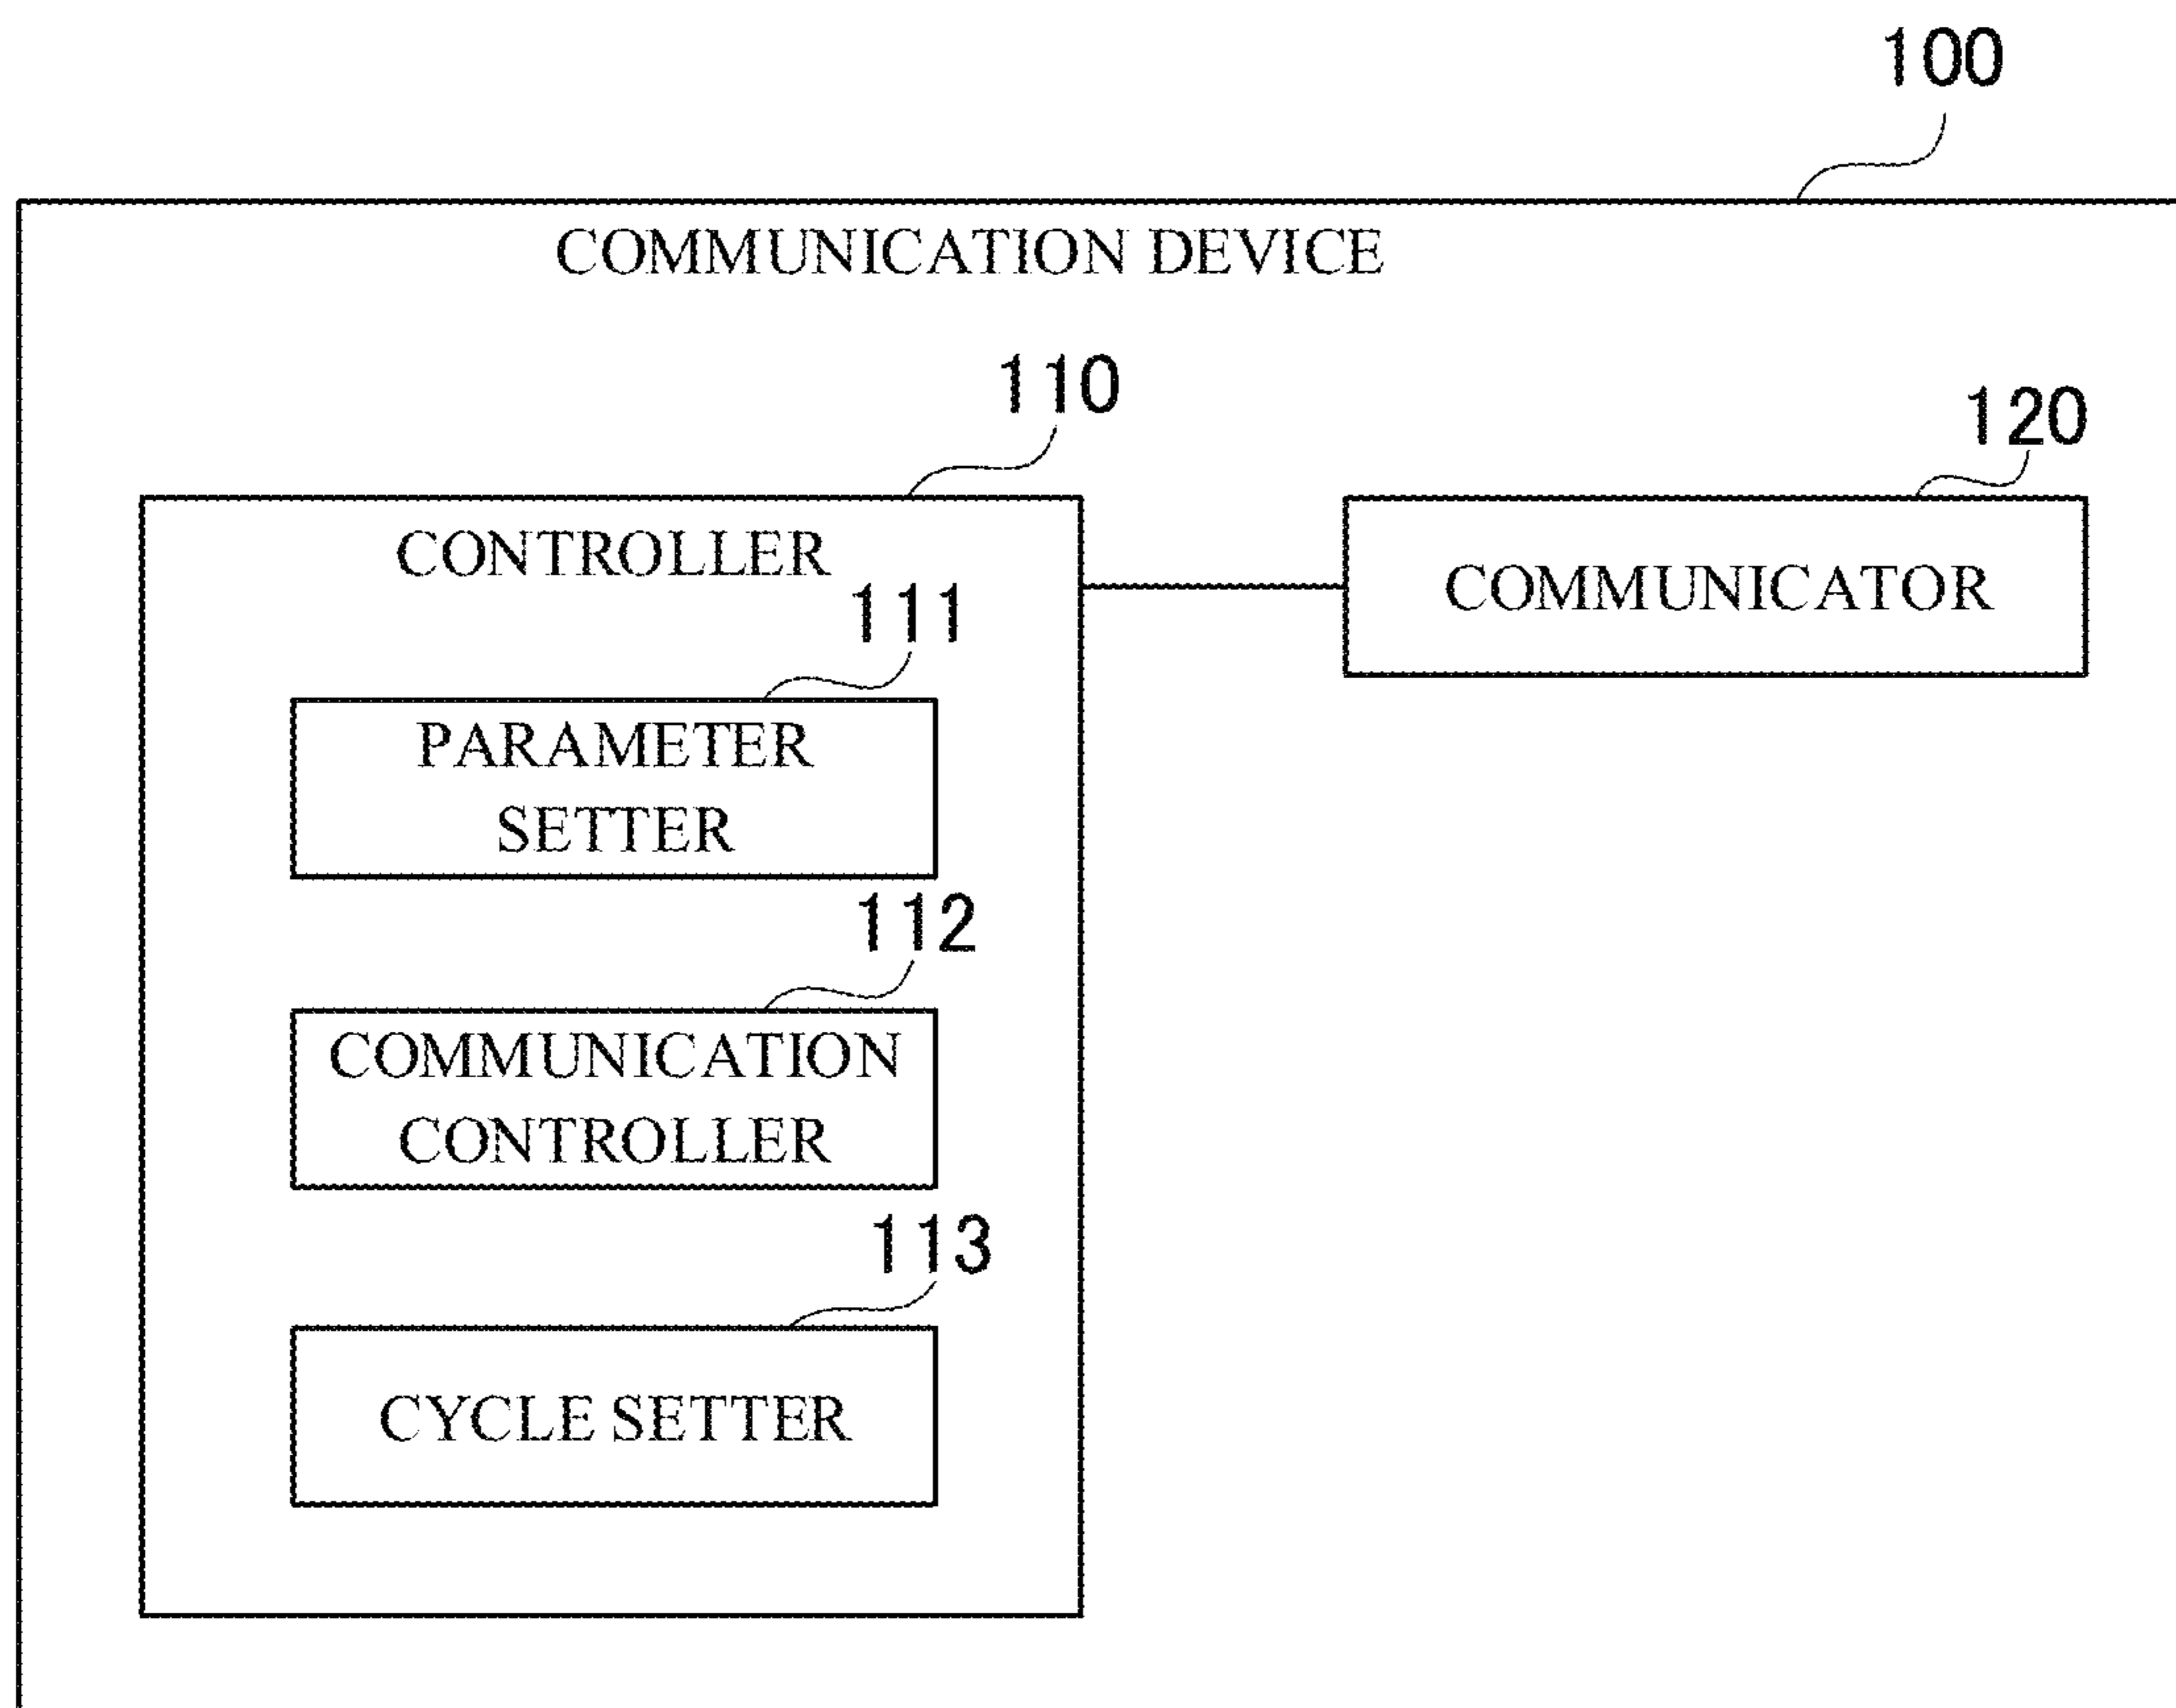 100
COMMUNICATION DEVICE
110
120
CONTROLLER
COMMUNICATOR
111
PARAMETER
SETTER
112
COMMUNICATION
CONTROLLER
113
CYCLE SETTER